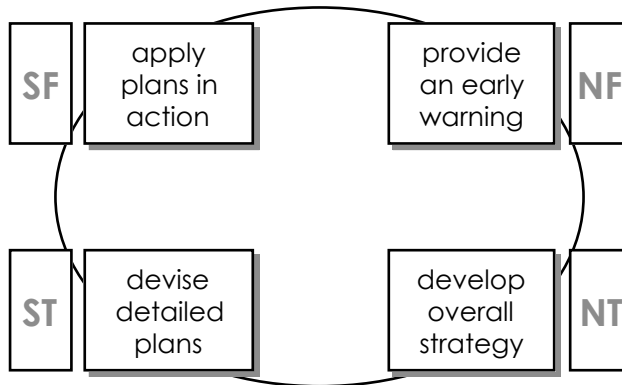 SF
apply
plans in
action
provide
an early
warning
NF
ST
devise
detailed
plans
develop
overall
strategy
NT